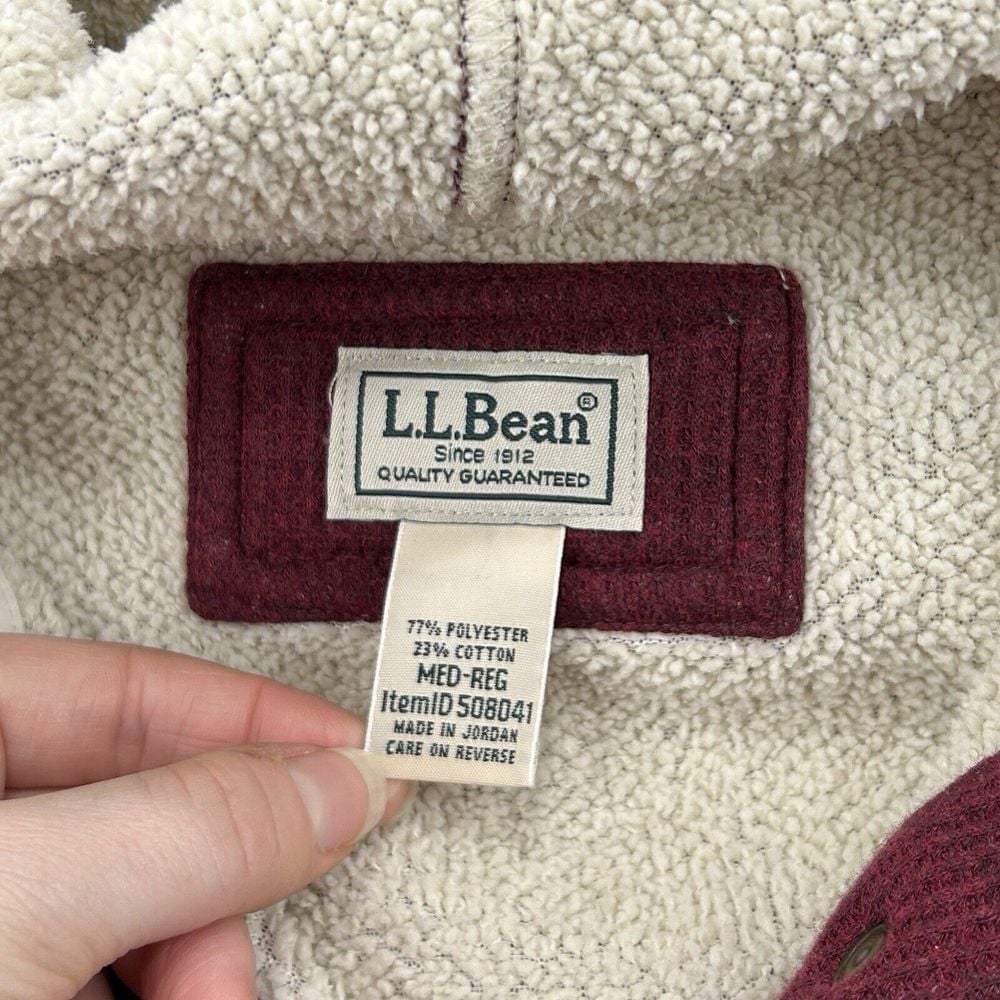 L.L.Bean®
Since 1912
QUALITY GUARANTEED
77% POLYESTER
23% COTTON
MED-REG
ItemID 508041
MADE IN JORDAN
CARE ON REVERSE